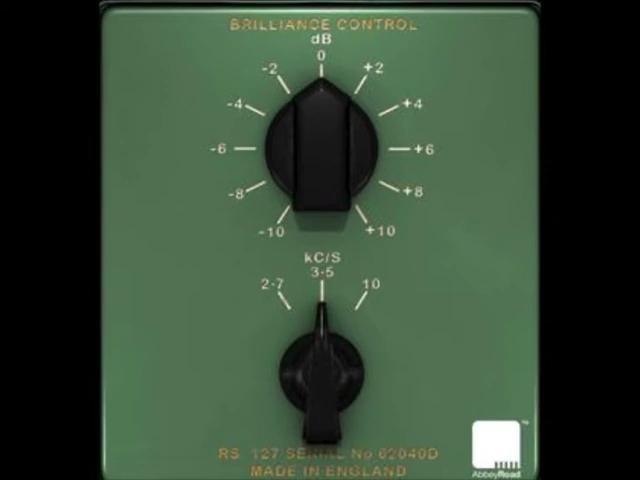 BRILLIANCE CONTROL
dB
0
-2 +2
-4 +4
-6 +6
-8 +8
-10 +10
kC/S
3·5
2·7 10
RS 127 SERIAL No 62040D
MADE IN ENGLAND
AbbeyRoad